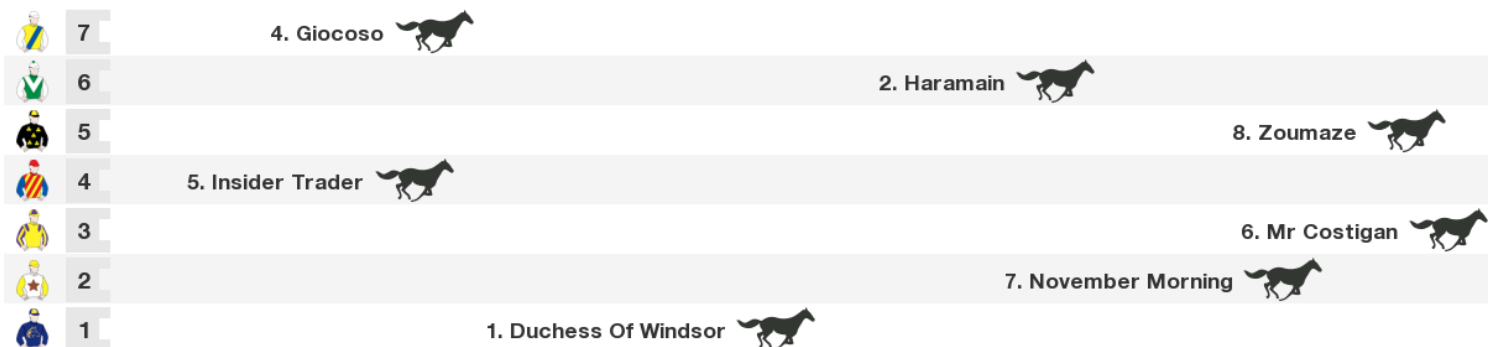 7 4. Giocoso
6 2. Haramain
5 8. Zoumaze
4 5. Insider Trader
3 6. Mr Costigan
2 7. November Morning
1 1. Duchess Of Windsor